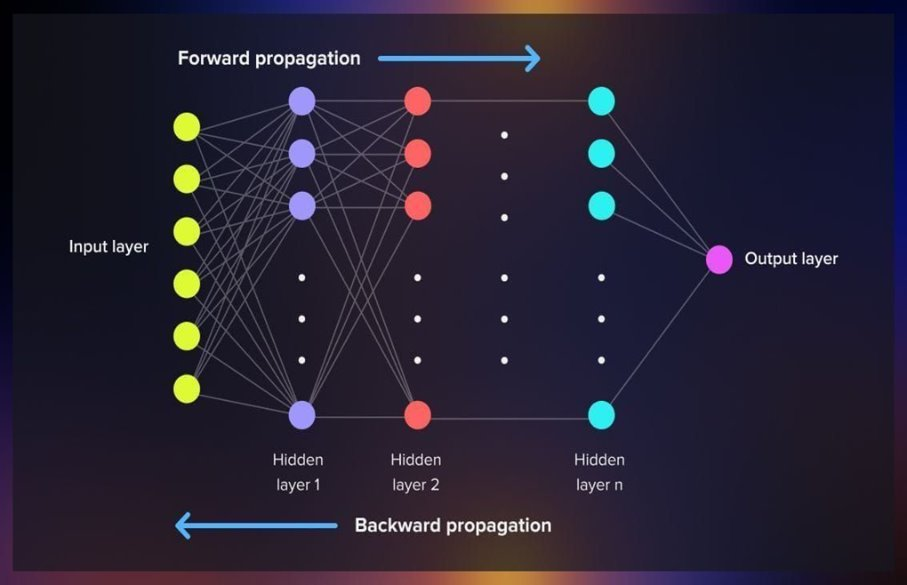 Forward propagation
Input layer
Output layer
Hidden
layer 1
Hidden
layer 2
Hidden
layer n
Backward propagation